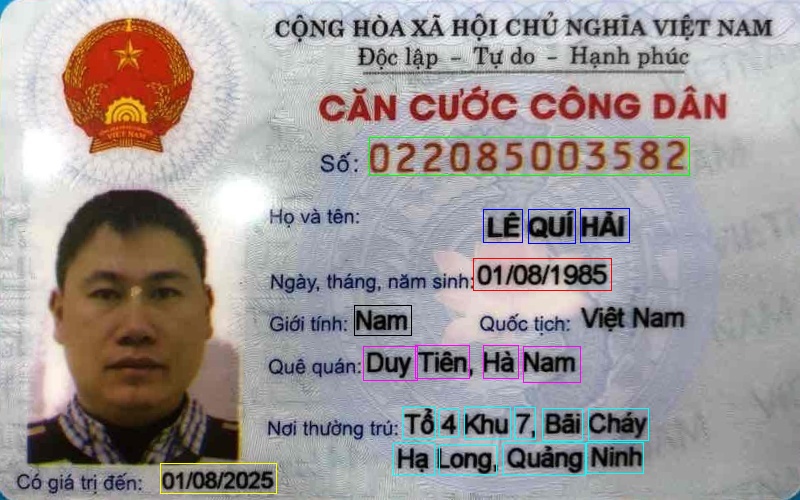 CỘNG HÒA XÃ HỘI CHỦ NGHĨA VIỆT NAM
Độc lập - Tự do - Hạnh phúc
CĂN CƯỚC CÔNG DÂN
Số: 022085003582
Họ và tên: LÊ QUÍ HẢI
Ngày, tháng, năm sinh: 01/08/1985
Giới tính: Nam Quốc tịch: Việt Nam
Quê quán: Duy Tiên, Hà Nam
Nơi thường trú: Tổ 4 Khu 7, Bãi Cháy
Hạ Long, Quảng Ninh
Có giá trị đến: 01/08/2025